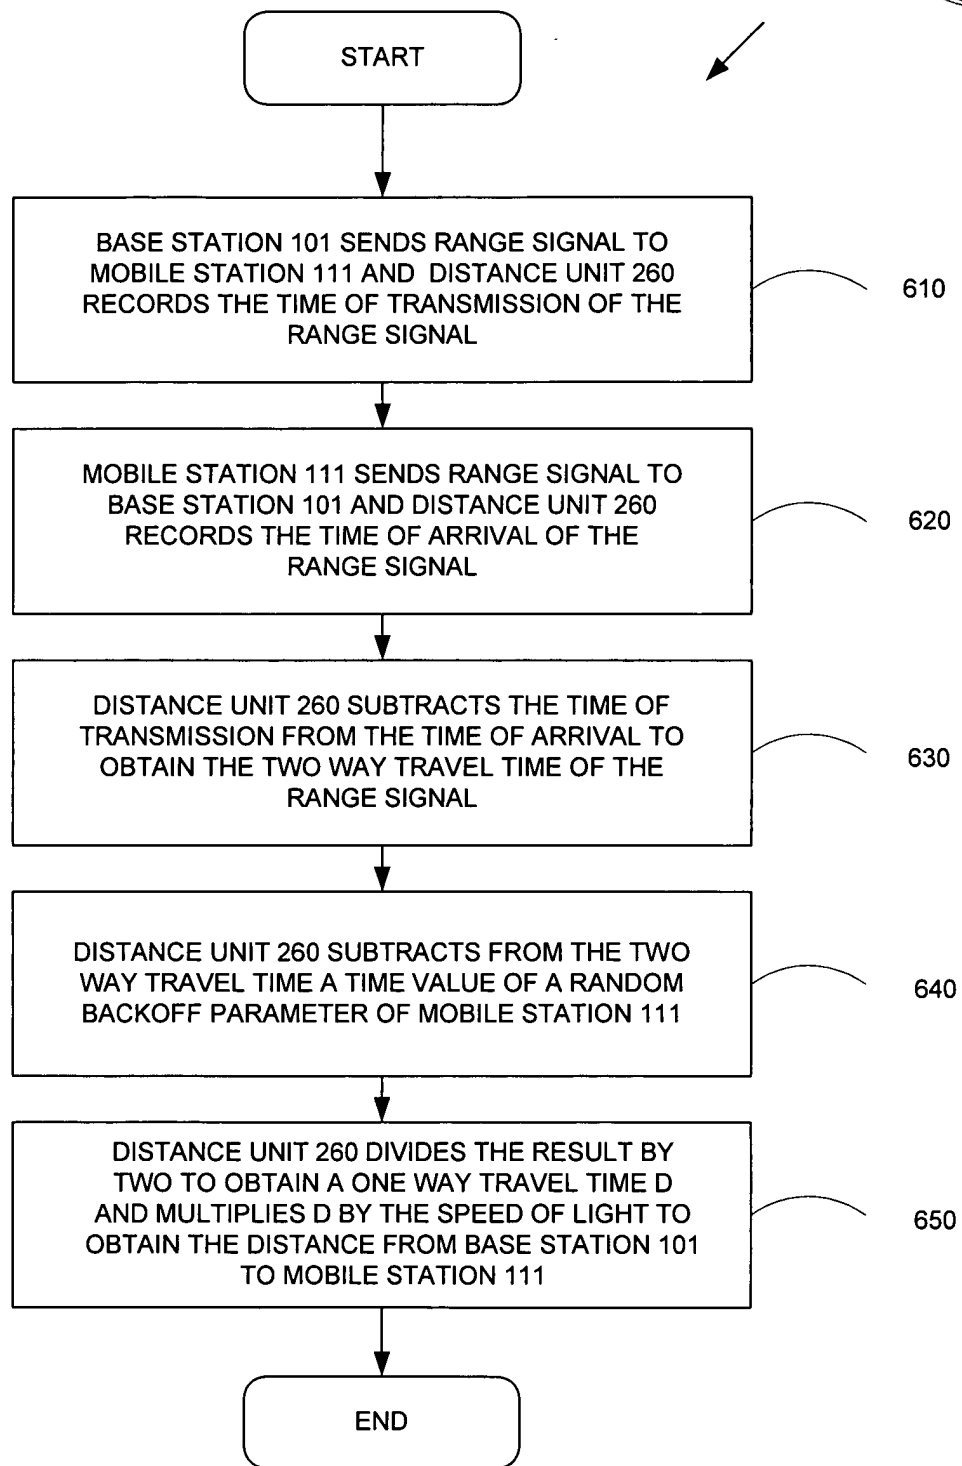 START
BASE STATION 101 SENDS RANGE SIGNAL TO
MOBILE STATION 111 AND DISTANCE UNIT 260
RECORDS THE TIME OF TRANSMISSION OF THE
RANGE SIGNAL
610
MOBILE STATION 111 SENDS RANGE SIGNAL TO
BASE STATION 101 AND DISTANCE UNIT 260
RECORDS THE TIME OF ARRIVAL OF THE
RANGE SIGNAL
620
DISTANCE UNIT 260 SUBTRACTS THE TIME OF
TRANSMISSION FROM THE TIME OF ARRIVAL TO
OBTAIN THE TWO WAY TRAVEL TIME OF THE
RANGE SIGNAL
630
DISTANCE UNIT 260 SUBTRACTS FROM THE TWO
WAY TRAVEL TIME A TIME VALUE OF A RANDOM
BACKOFF PARAMETER OF MOBILE STATION 111
640
DISTANCE UNIT 260 DIVIDES THE RESULT BY
TWO TO OBTAIN A ONE WAY TRAVEL TIME D
AND MULTIPLIES D BY THE SPEED OF LIGHT TO
OBTAIN THE DISTANCE FROM BASE STATION 101
TO MOBILE STATION 111
650
END